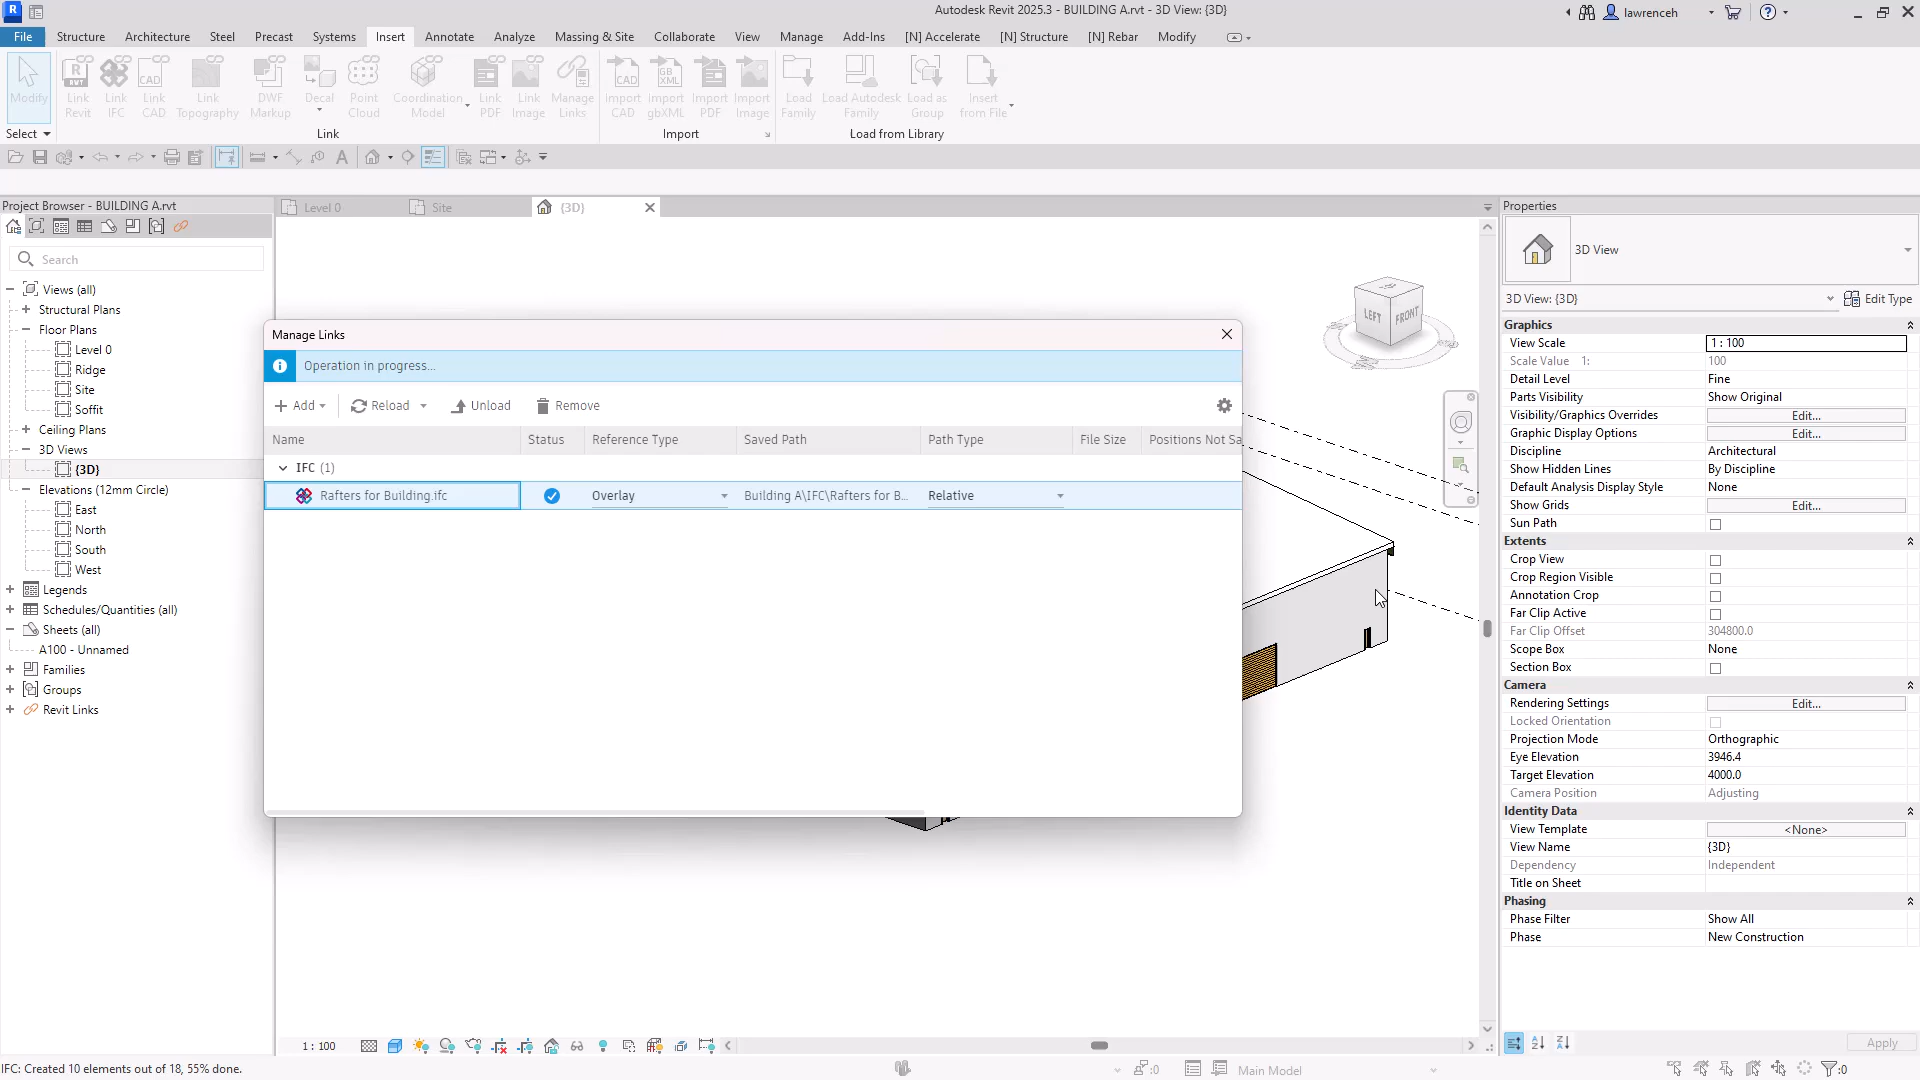 Autodesk Revit 2025.3 - BUILDING A.rvt - 3D View: {3D}
lawrenceh
File Structure Architecture Steel Precast Systems Insert Annotate Analyze Massing & Site Collaborate View Manage Add-Ins [N] Accelerate [N] Structure [N] Rebar Modify
Modify
Link Revit
Link IFC
Link CAD
Link Topography
DWF Markup
Decal
Point Cloud
Coordination Model
Link PDF
Link Image
Manage Links
Import CAD
Import gbXML
Import PDF
Import Image
Load Family
Load Autodesk Family
Load as Group
Insert from File
Select
Link
Import
Load from Library
Project Browser - BUILDING A.rvt
Search
Views (all)
Structural Plans
Floor Plans
Level 0
Ridge
Site
Soffit
Ceiling Plans
3D Views
{3D}
Elevations (12mm Circle)
East
North
South
West
Legends
Schedules/Quantities (all)
Sheets (all)
A100 - Unnamed
Families
Groups
Revit Links
Level 0
Site
{3D}
LEFT
FRONT
Manage Links
Operation in progress...
Add
Reload
Unload
Remove
Name Status Reference Type Saved Path Path Type File Size Positions Not Sa
IFC (1)
Rafters for Building.ifc Overlay Building A\IFC\Rafters for B... Relative
Properties
3D View
3D View: {3D}
Edit Type
Graphics
View Scale 1 : 100
Scale Value 1: 100
Detail Level Fine
Parts Visibility Show Original
Visibility/Graphics Overrides Edit...
Graphic Display Options Edit...
Discipline Architectural
Show Hidden Lines By Discipline
Default Analysis Display Style None
Show Grids Edit...
Sun Path
Extents
Crop View
Crop Region Visible
Annotation Crop
Far Clip Active
Far Clip Offset 304800.0
Scope Box None
Section Box
Camera
Rendering Settings Edit...
Locked Orientation
Projection Mode Orthographic
Eye Elevation 3946.4
Target Elevation 4000.0
Camera Position Adjusting
Identity Data
View Template <None>
View Name {3D}
Dependency Independent
Title on Sheet
Phasing
Phase Filter Show All
Phase New Construction
Apply
1 : 100
IFC: Created 10 elements out of 18, 55% done.
:0
Main Model
:0